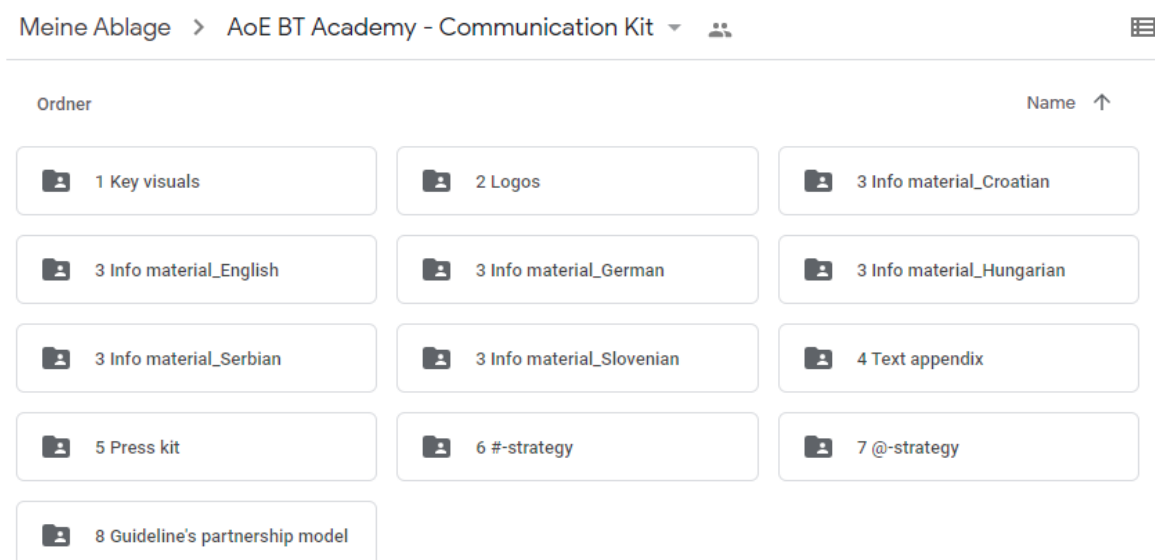 Meine Ablage > AoE BT Academy - Communication Kit
Ordner Name
1 Key visuals 2 Logos 3 Info material_Croatian
3 Info material_English 3 Info material_German 3 Info material_Hungarian
3 Info material_Serbian 3 Info material_Slovenian 4 Text appendix
5 Press kit 6 #-strategy 7 @-strategy
8 Guideline's partnership model